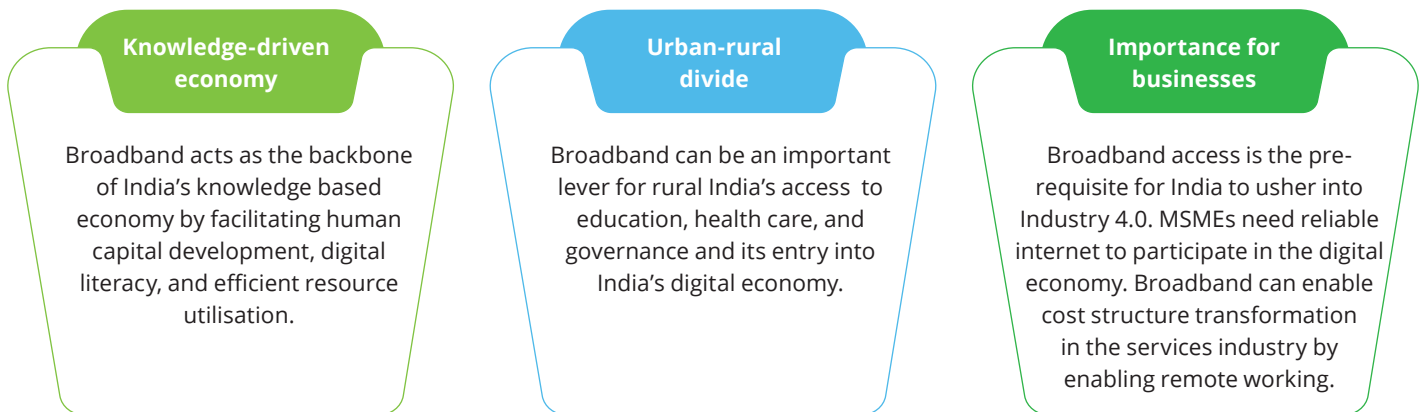 Knowledge-driven
economy
Broadband acts as the backbone
of India’s knowledge based
economy by facilitating human
capital development, digital
literacy, and efficient resource
utilisation.
Urban-rural
divide
Broadband can be an important
lever for rural India’s access to
education, health care, and
governance and its entry into
India’s digital economy.
Importance for
businesses
Broadband access is the pre-
requisite for India to usher into
Industry 4.0. MSMEs need reliable
internet to participate in the digital
economy. Broadband can enable
cost structure transformation
in the services industry by
enabling remote working.